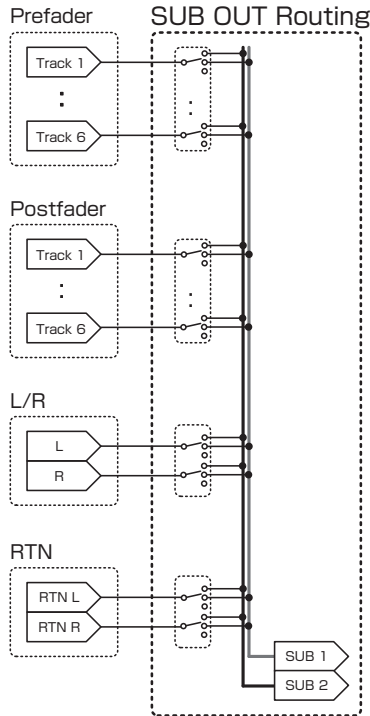 Prefader
SUB OUT Routing
Track 1
:
Track 6
:
Postfader
Track 1
:
Track 6
:
L/R
L
R
RTN
RTN L
RTN R
SUB 1
SUB 2